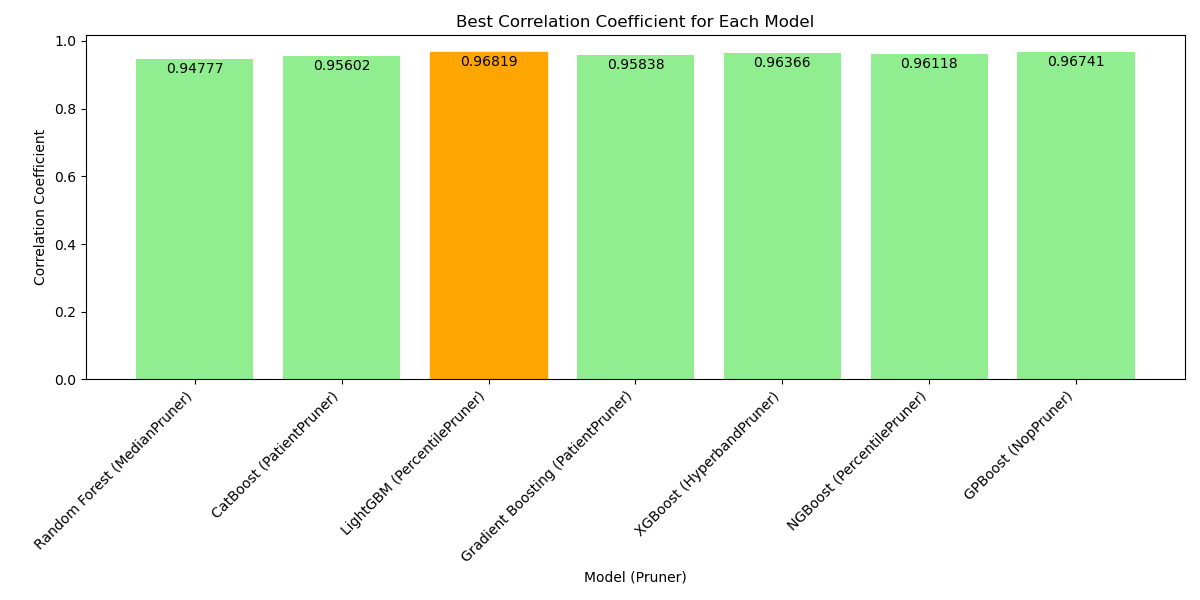 Best Correlation Coefficient for Each Model
Correlation Coefficient
1.0
0.8
0.6
0.4
0.2
0.0
0.94777
0.95602
0.96819
0.95838
0.96366
0.96118
0.96741
Random Forest (MedianPruner)
CatBoost (PatientPruner)
LightGBM (PercentilePruner)
Gradient Boosting (PatientPruner)
XGBoost (HyperbandPruner)
NGBoost (PercentilePruner)
GPBoost (NopPruner)
Model (Pruner)